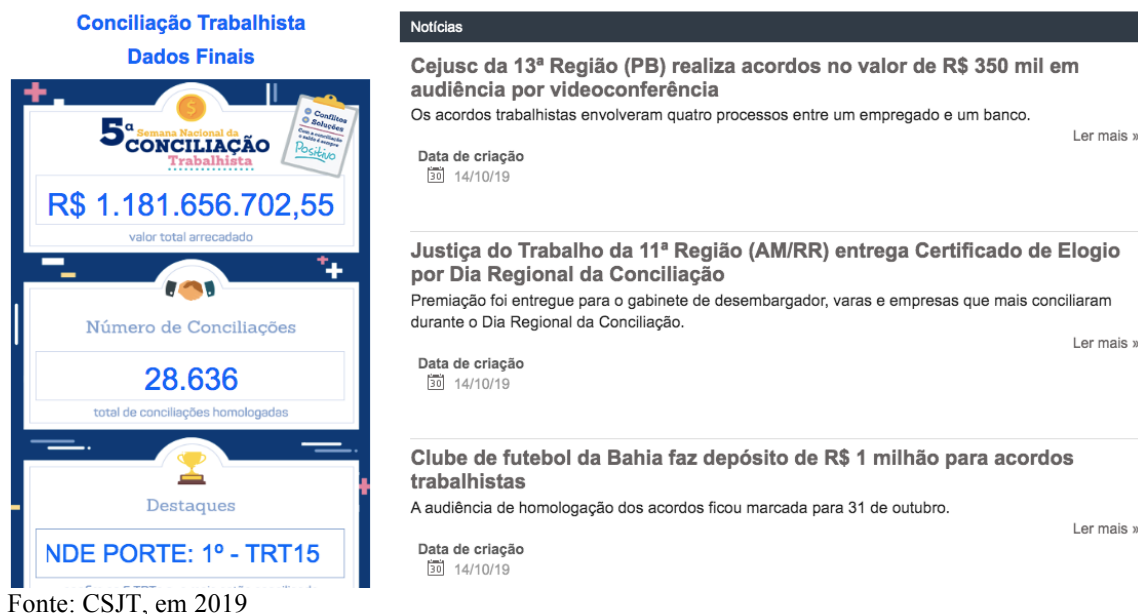 Conciliação Trabalhista
Dados Finais
5ª Semana Nacional da
CONCILIAÇÃO
Trabalhista
Conflitos
Soluções
Com a conciliação
o saldo é sempre
Positivo
R$ 1.181.656.702,55
valor total arrecadado
Número de Conciliações
28.636
total de conciliações homologadas
Destaques
NDE PORTE: 1º - TRT15
Notícias
Cejusc da 13ª Região (PB) realiza acordos no valor de R$ 350 mil em
audiência por videoconferência
Os acordos trabalhistas envolveram quatro processos entre um empregado e um banco.
Ler mais »
Data de criação
30 14/10/19
Justiça do Trabalho da 11ª Região (AM/RR) entrega Certificado de Elogio
por Dia Regional da Conciliação
Premiação foi entregue para o gabinete de desembargador, varas e empresas que mais conciliaram
durante o Dia Regional da Conciliação.
Ler mais »
Data de criação
30 14/10/19
Clube de futebol da Bahia faz depósito de R$ 1 milhão para acordos
trabalhistas
A audiência de homologação dos acordos ficou marcada para 31 de outubro.
Ler mais »
Data de criação
30 14/10/19
Fonte: CSJT, em 2019